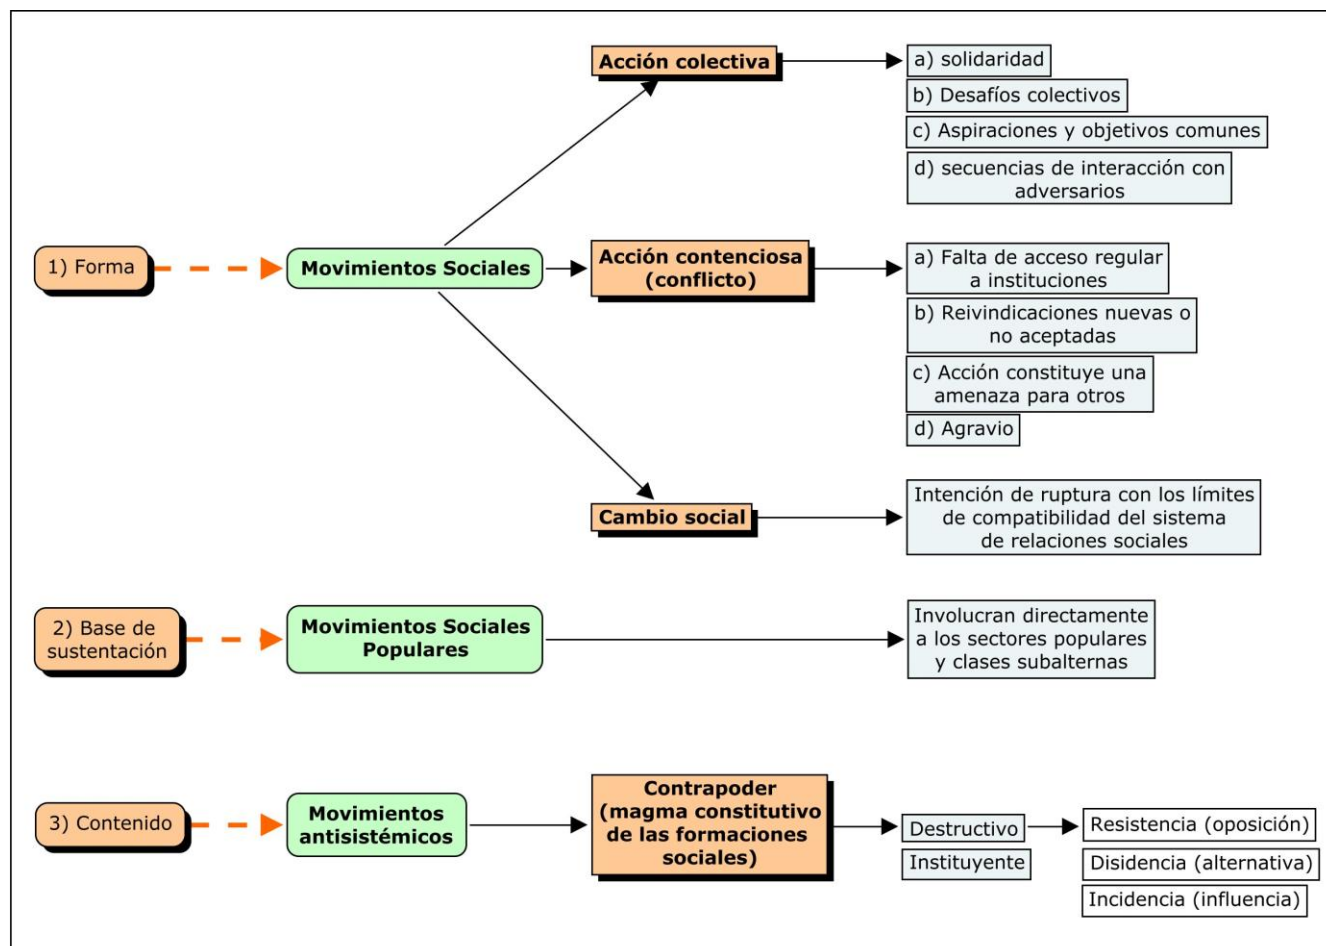 Acción colectiva
a) solidaridad
b) Desafíos colectivos
c) Aspiraciones y objetivos comunes
d) secuencias de interacción con
adversarios
1) Forma
Movimientos Sociales
Acción contenciosa
(conflicto)
a) Falta de acceso regular
a instituciones
b) Reivindicaciones nuevas o
no aceptadas
c) Acción constituye una
amenaza para otros
d) Agravio
Cambio social
Intención de ruptura con los límites
de compatibilidad del sistema
de relaciones sociales
2) Base de
sustentación
Movimientos Sociales
Populares
Involucran directamente
a los sectores populares
y clases subalternas
3) Contenido
Movimientos
antisistémicos
Contrapoder
(magma constitutivo
de las formaciones
sociales)
Destructivo
Instituyente
Resistencia (oposición)
Disidencia (alternativa)
Incidencia (influencia)